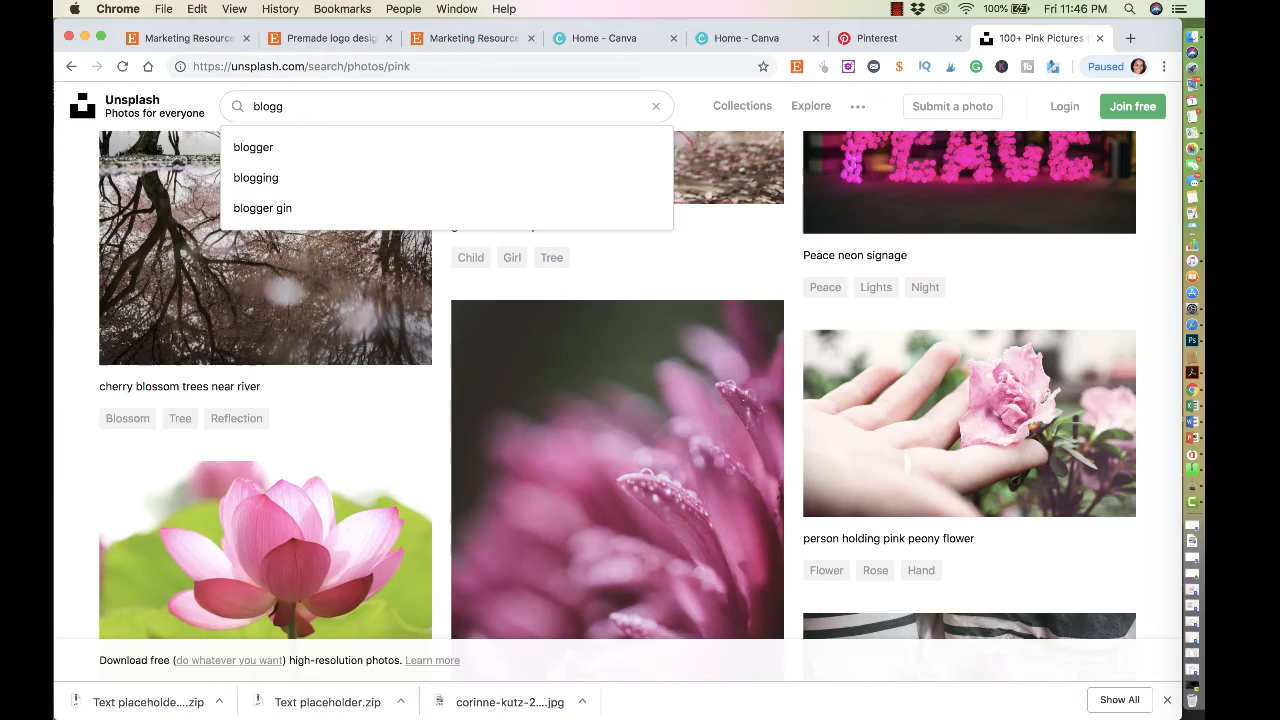 Chrome File Edit View History Bookmarks People Window Help 100% Fri 11:46 PM
Marketing Resource × Premade logo desig × Marketing Resource × Home - Canva × Home - Canva × Pinterest × 100+ Pink Pictures ×
https://unsplash.com/search/photos/pink Paused
Unsplash
Photos for everyone
blogg
Collections Explore Submit a photo Login Join free
blogger
blogging
blogger gin
PEACE
Child Girl Tree
Peace neon signage
Peace Lights Night
cherry blossom trees near river
Blossom Tree Reflection
person holding pink peony flower
Flower Rose Hand
Download free (do whatever you want) high-resolution photos. Learn more
Text placeholde....zip Text placeholder.zip corinne-kutz-2....jpg Show All